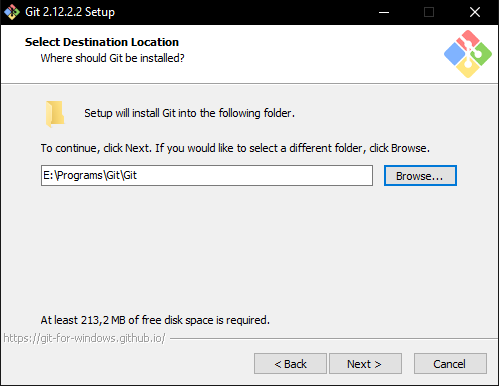 Git 2.12.2.2 Setup
Select Destination Location
Where should Git be installed?
Setup will install Git into the following folder.
To continue, click Next. If you would like to select a different folder, click Browse.
E:\Programs\Git\Git
Browse...
At least 213,2 MB of free disk space is required.
https://git-for-windows.github.io/
< Back
Next >
Cancel